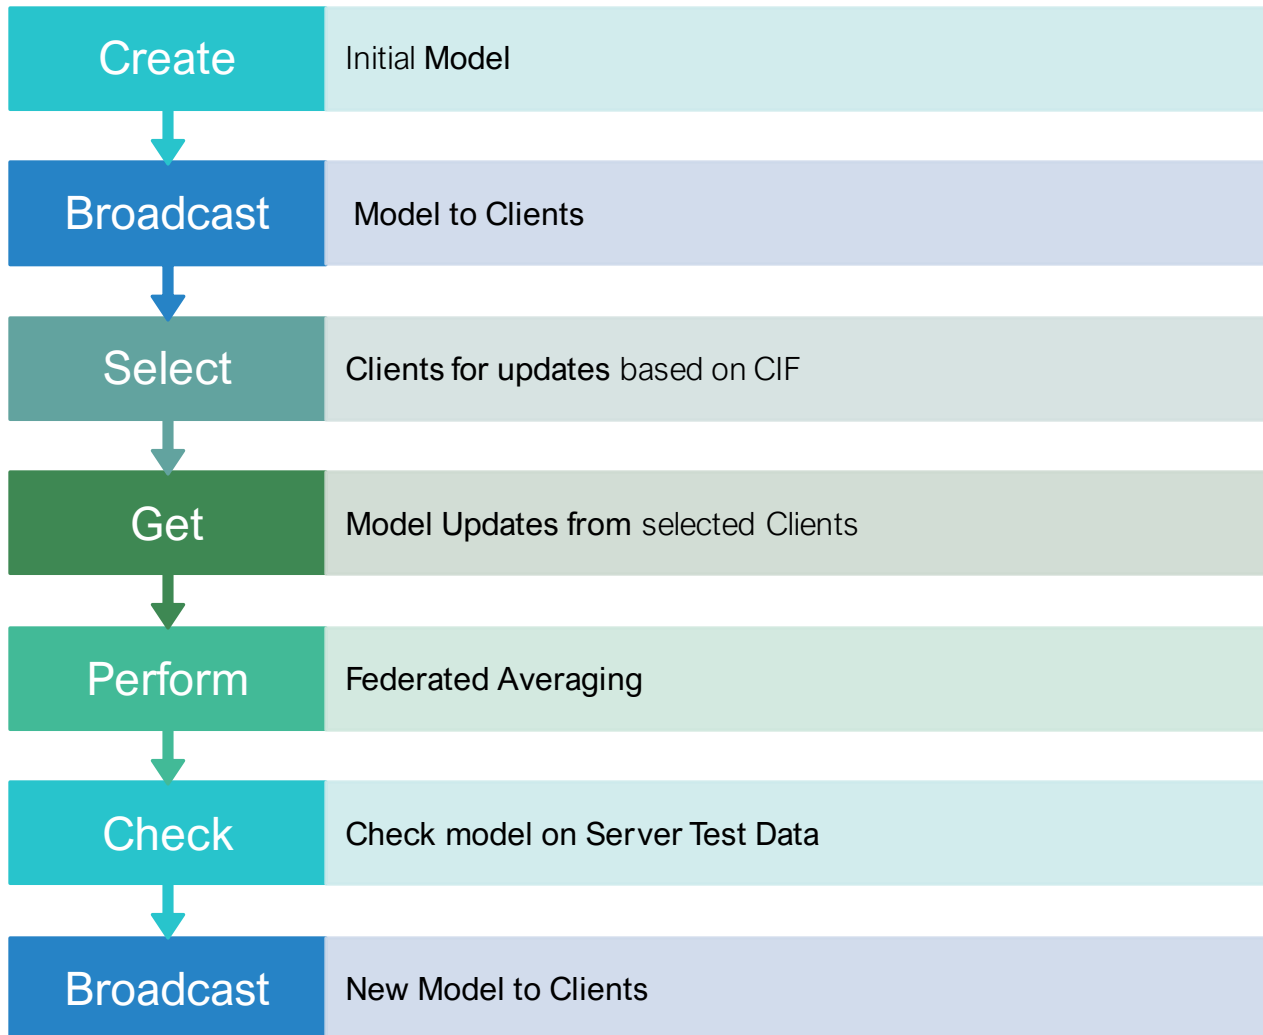 Create
Initial Model
Broadcast
Model to Clients
Select
Clients for updates based on CIF
Get
Model Updates from selected Clients
Perform
Federated Averaging
Check
Check model on Server Test Data
Broadcast
New Model to Clients